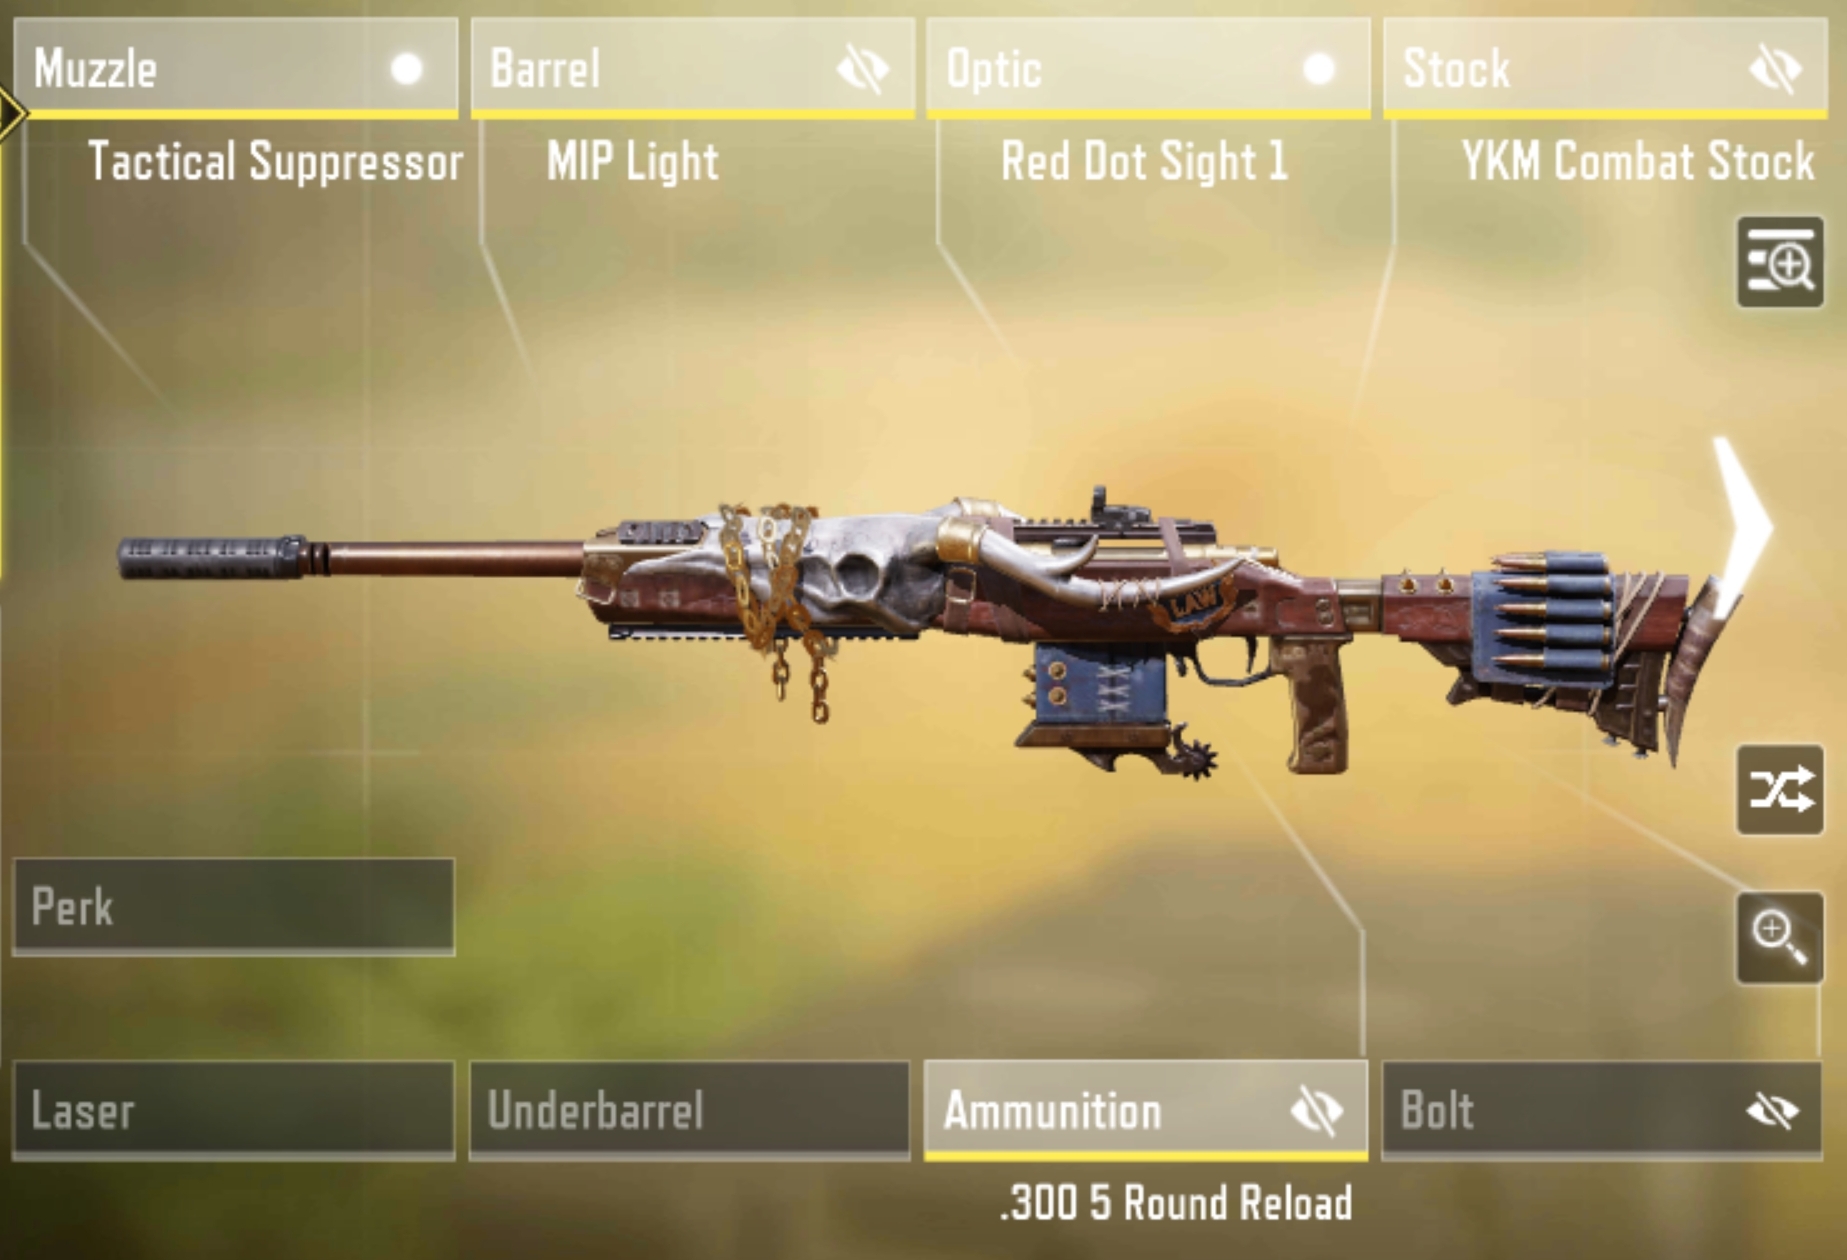 Muzzle
Barrel
Optic
Stock
Tactical Suppressor
MIP Light
Red Dot Sight 1
YKM Combat Stock
LAW
XXX
Perk
Laser
Underbarrel
Ammunition
Bolt
.300 5 Round Reload